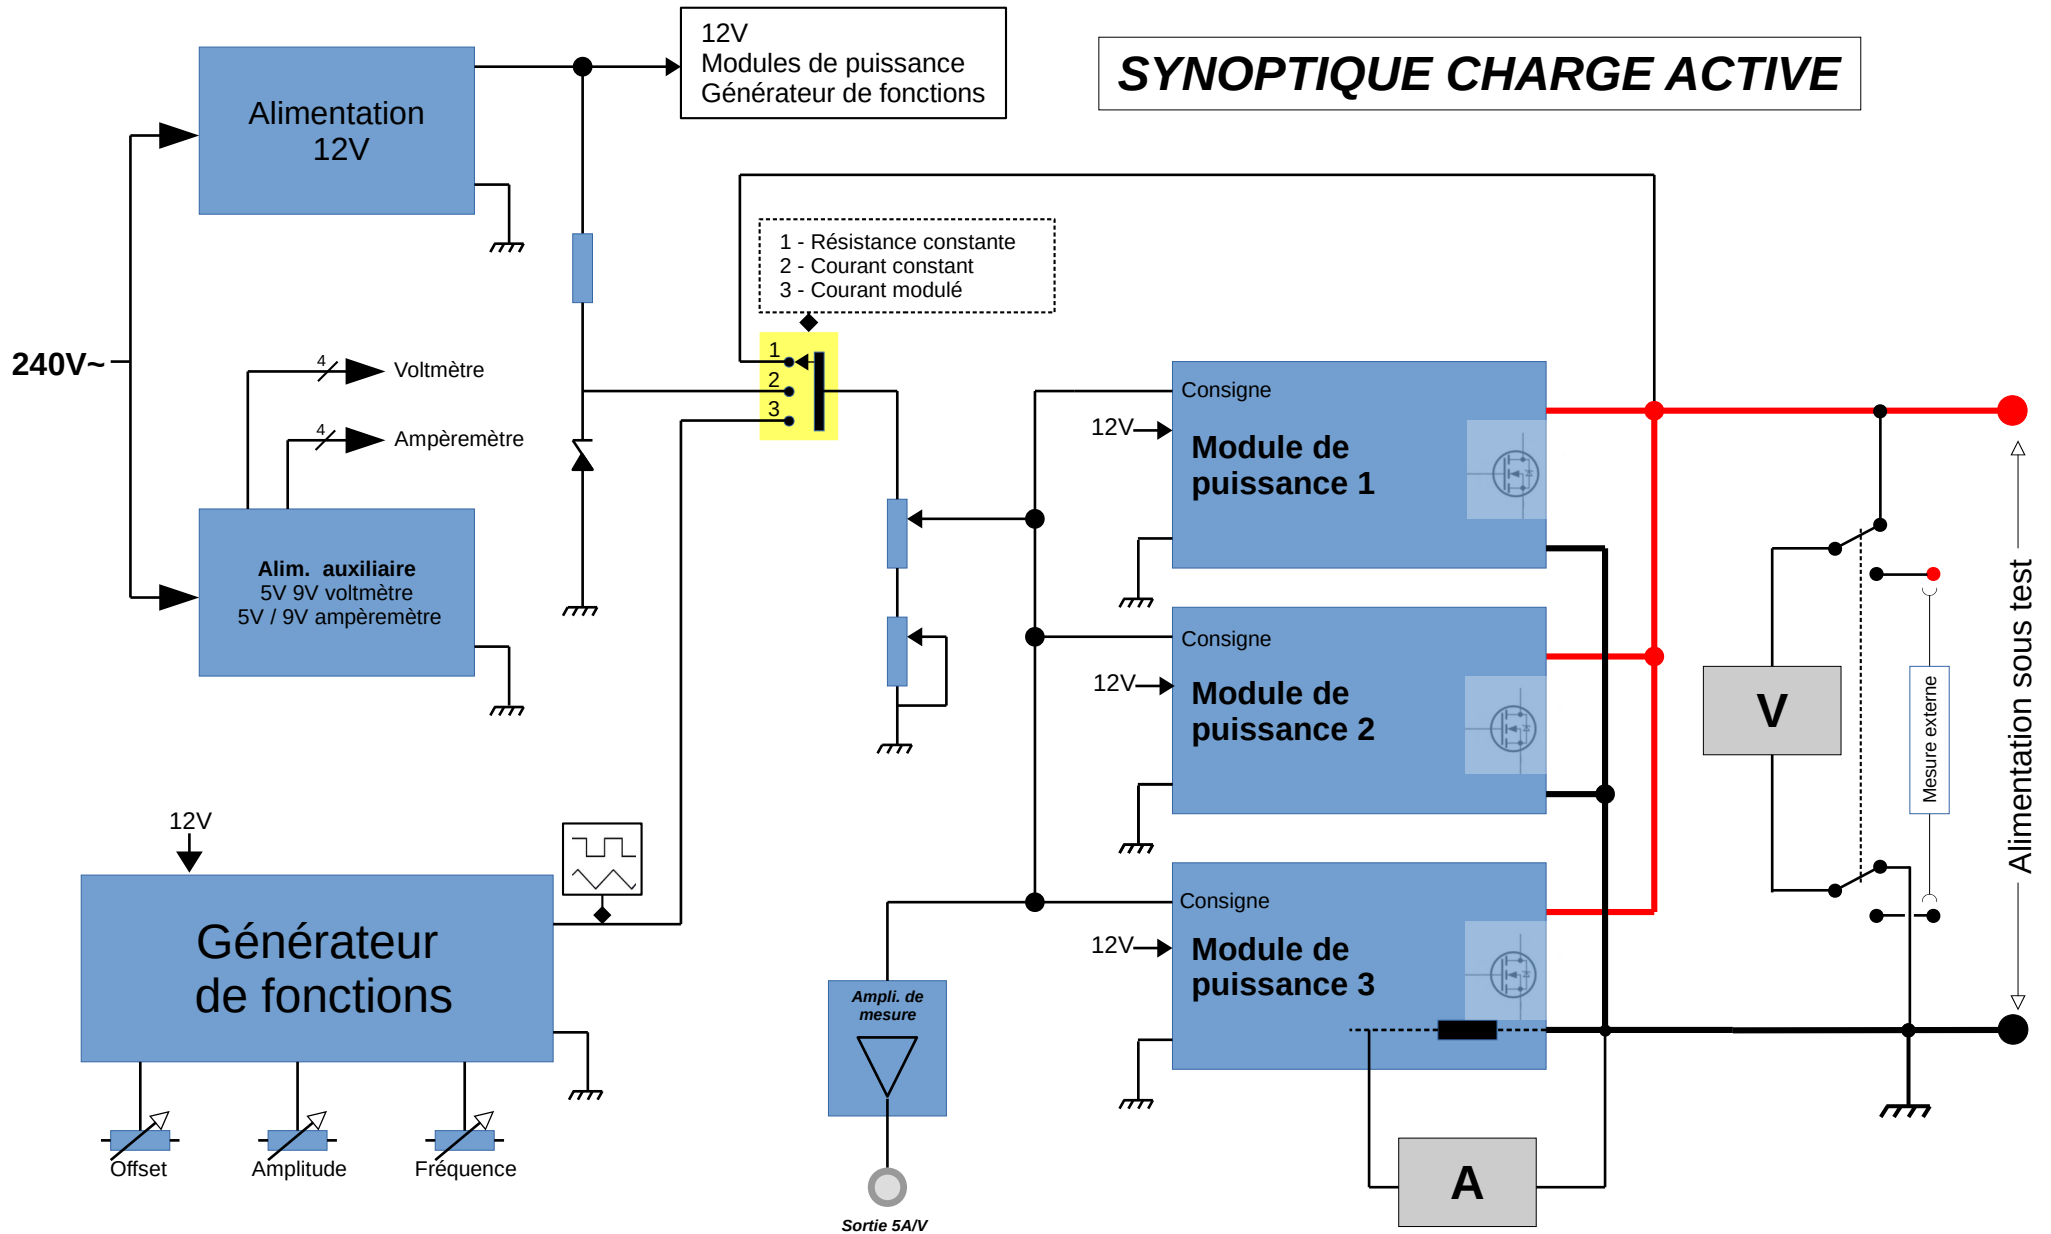 12V
Modules de puissance
Générateur de fonctions
SYNOPTIQUE CHARGE ACTIVE
Alimentation
12V
1 - Résistance constante
2 - Courant constant
3 - Courant modulé
240V~
4
Voltmètre
4
Ampèremètre
1
2
3
Alim. auxiliaire
5V 9V voltmètre
5V / 9V ampèremètre
Consigne
12V
Module de
puissance 1
Consigne
12V
Module de
puissance 2
Consigne
12V
Module de
puissance 3
V
Mesure externe
Alimentation sous test
12V
Générateur
de fonctions
Offset
Amplitude
Fréquence
Ampli. de
mesure
Sortie 5A/V
A